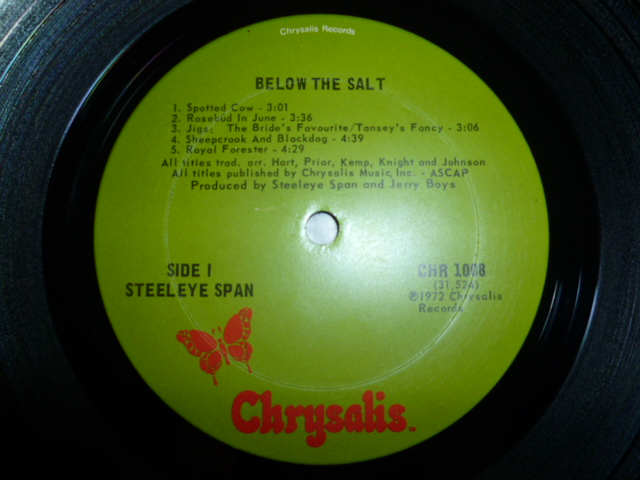 Chrysalis Records
BELOW THE SALT
1. Spotted Cow - 3:01
2. Rosebud In June - 3:36
3. Jigs: The Bride's Favourite/Tansey's Fancy - 3:06
4. Sheepcrook And Blackdog - 4:39
5. Royal Forester - 4:29
All titles trad. arr. Hart, Prior, Kemp, Knight and Johnson
All titles published by Chrysalis Music, Inc. - ASCAP
Produced by Steeleye Span and Jerry Boys
SIDE I
STEELEYE SPAN
CHR 1008
(31,524)
℗1972 Chrysalis
Records
Chrysalis